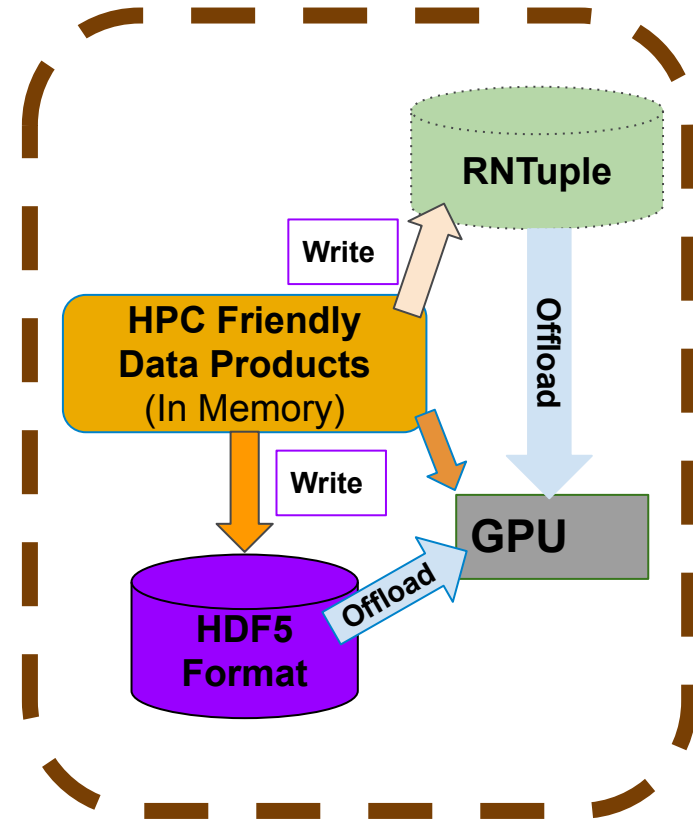 RNTuple
Write
HPC Friendly
Data Products
(In Memory)
Offload
Write
GPU
Offload
HDF5
Format